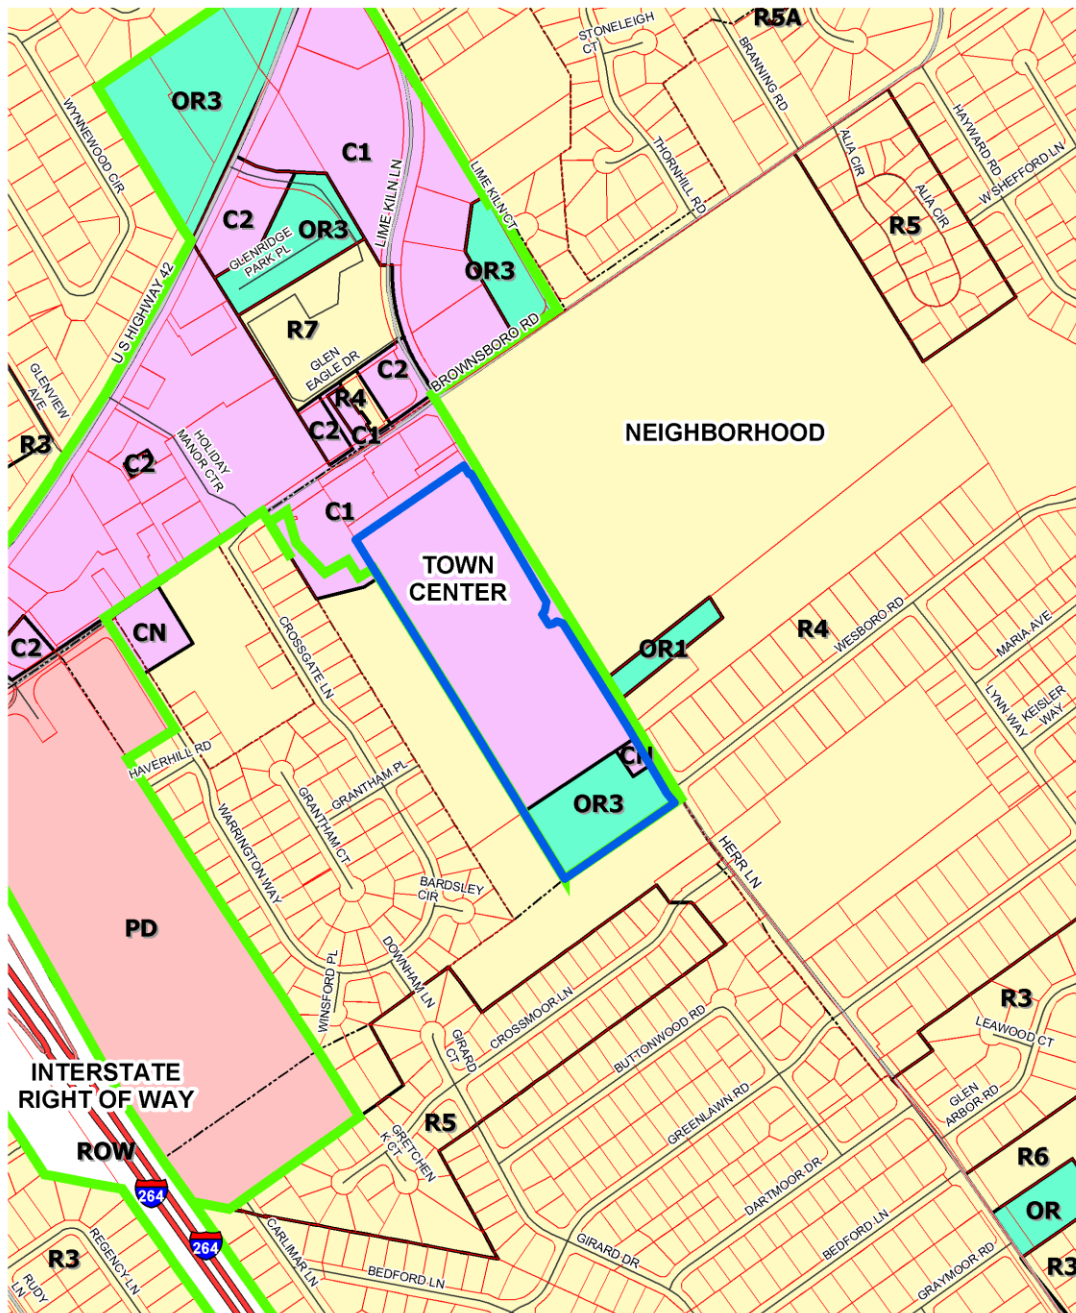 R5A
STONELEIGH
CT
BRANNING RD
WYNNEWOOD CIR
OR3
HAYWARD RD
C1
THORNHILL RD
ALIA CIR
W SHEFFORD LN
LIME KILN LN
LIME KILN CT
ALIA CIR
C2
OR3
R5
GLENRIDGE
PARK PL
OR3
U S HIGHWAY 42
R7
BROWNSBORO RD
GLEN
EAGLE DR
C2
GLENVIEW
AVE
R4
C2
C1
NEIGHBORHOOD
R3
HOLIDAY
MANOR CTR
C2
C1
TOWN
CENTER
CN
C2
CROSSGATE LN
OR1
R4
WESBORO RD
MARIA AVE
LYNN WAY
KEISLER
WAY
HAVERHILL RD
CN
GRANTHAM PL
OR3
GRANTHAM CT
WARRINGTON WAY
HERR LN
BARDSLEY
CIR
PD
DOWNHAM LN
WINSFORD PL
CROSSMOOR LN
R3
LEAWOOD CT
GIRARD
CT
BUTTONWOOD RD
INTERSTATE
RIGHT OF WAY
GLEN
ARBOR RD
GREENLAWN RD
R5
ROW
GRETCHEN
K CT
R6
264
DARTMOOR DR
OR
264
CARLIMAR LN
GIRARD DR
BEDFORD LN
R3
REGENCY LN
BEDFORD LN
GRAYMOOR RD
R3
RUDY
LN